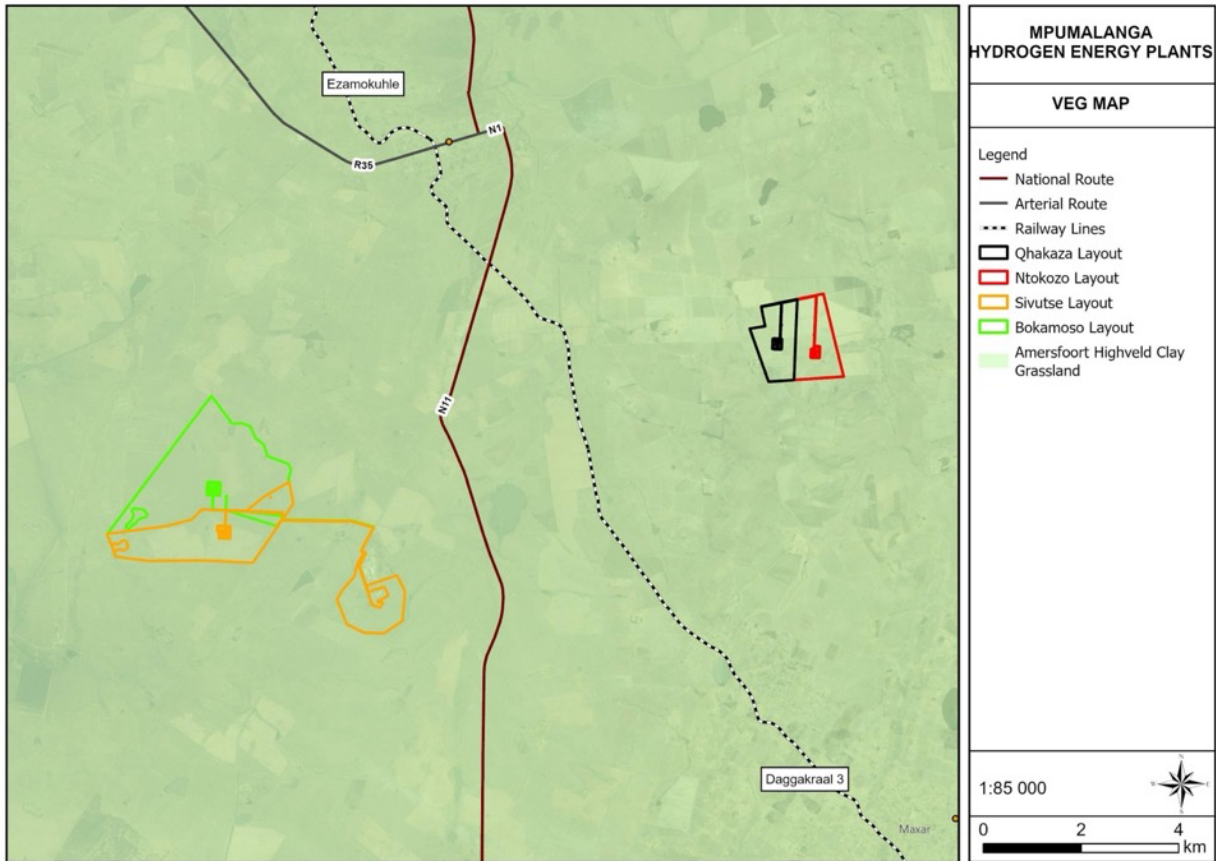 MPUMALANGA
HYDROGEN ENERGY PLANTS
VEG MAP
Legend
National Route
Arterial Route
Railway Lines
Qhakaza Layout
Ntokozo Layout
Sivutse Layout
Bokamoso Layout
Amersfoort Highveld Clay
Grassland
1:85 000
N
W
E
S
0 2 4
km
Ezamokuhle
N1
R35
N11
Daggakraal 3
Maxar